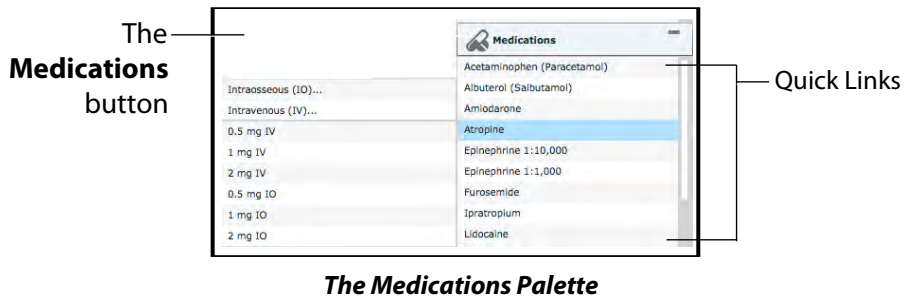 The
Medications
button
Medications
Acetaminophen (Paracetamol)
Albuterol (Salbutamol)
Amiodarone
Atropine
Epinephrine 1:10,000
Epinephrine 1:1,000
Furosemide
Ipratropium
Lidocaine
Intraosseous (IO)...
Intravenous (IV)...
0.5 mg IV
1 mg IV
2 mg IV
0.5 mg IO
1 mg IO
2 mg IO
Quick Links
The Medications Palette